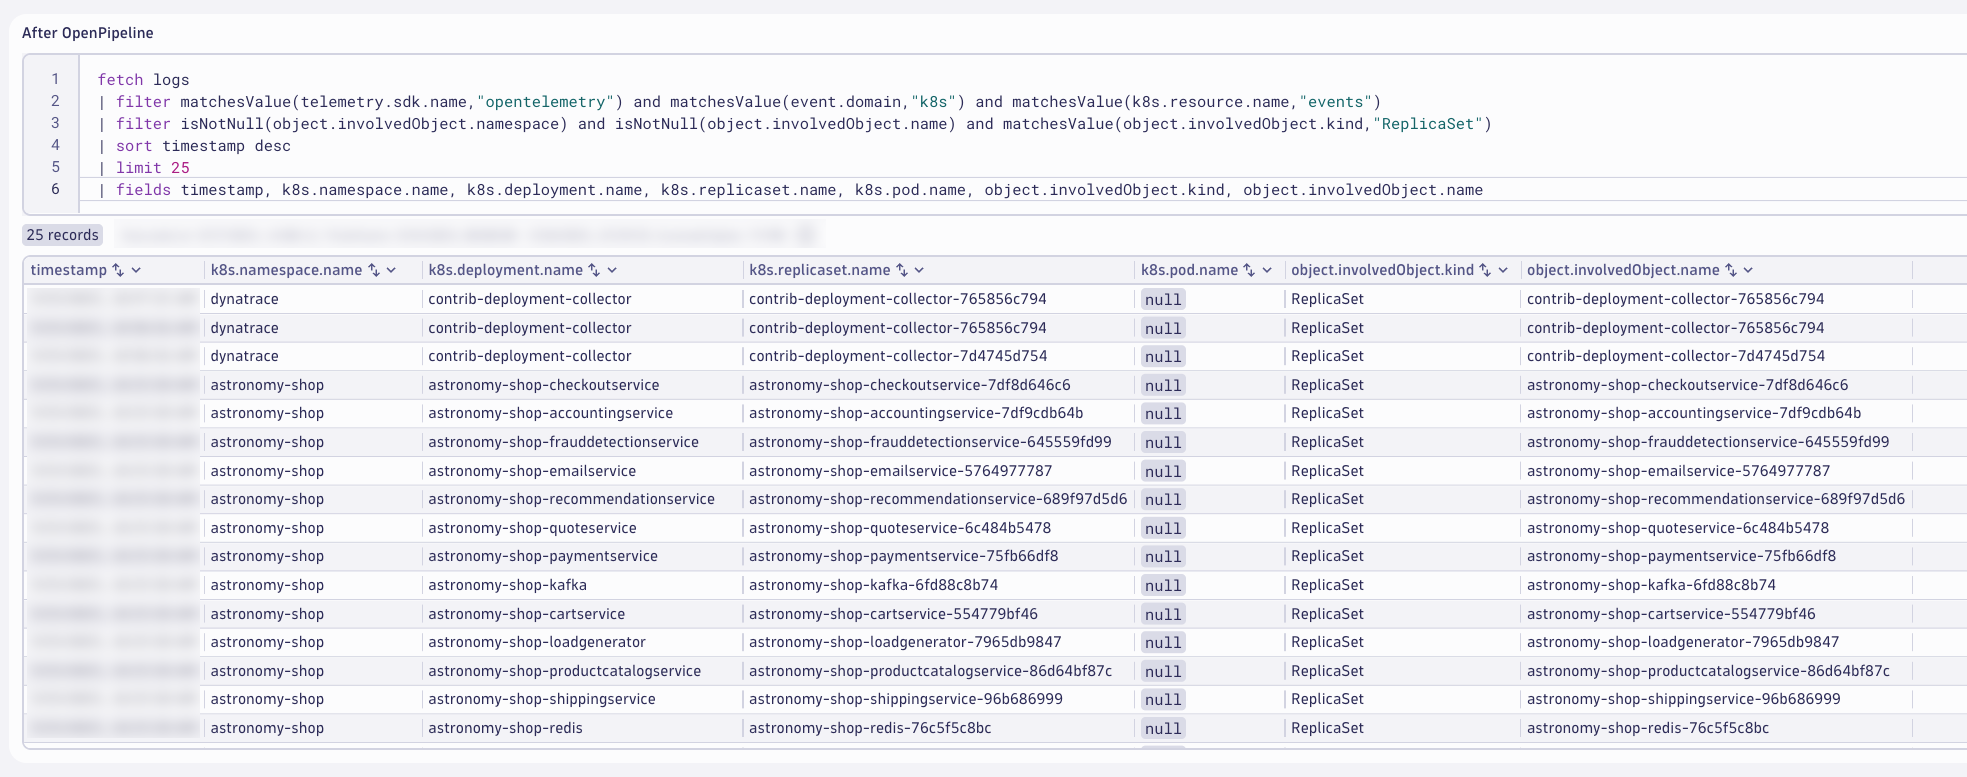 After OpenPipeline
1 fetch logs
2 | filter matchesValue(telemetry.sdk.name,"opentelemetry") and matchesValue(event.domain,"k8s") and matchesValue(k8s.resource.name,"events")
3 | filter isNotNull(object.involvedObject.namespace) and isNotNull(object.involvedObject.name) and matchesValue(object.involvedObject.kind,"ReplicaSet")
4 | sort timestamp desc
5 | limit 25
6 | fields timestamp, k8s.namespace.name, k8s.deployment.name, k8s.replicaset.name, k8s.pod.name, object.involvedObject.kind, object.involvedObject.name
25 records
timestamp k8s.namespace.name k8s.deployment.name k8s.replicaset.name k8s.pod.name object.involvedObject.kind object.involvedObject.name
dynatrace contrib-deployment-collector contrib-deployment-collector-765856c794 null ReplicaSet contrib-deployment-collector-765856c794
dynatrace contrib-deployment-collector contrib-deployment-collector-765856c794 null ReplicaSet contrib-deployment-collector-765856c794
dynatrace contrib-deployment-collector contrib-deployment-collector-7d4745d754 null ReplicaSet contrib-deployment-collector-7d4745d754
astronomy-shop astronomy-shop-checkoutservice astronomy-shop-checkoutservice-7df8d646c6 null ReplicaSet astronomy-shop-checkoutservice-7df8d646c6
astronomy-shop astronomy-shop-accountingservice astronomy-shop-accountingservice-7df9cdb64b null ReplicaSet astronomy-shop-accountingservice-7df9cdb64b
astronomy-shop astronomy-shop-frauddetectionservice astronomy-shop-frauddetectionservice-645559fd99 null ReplicaSet astronomy-shop-frauddetectionservice-645559fd99
astronomy-shop astronomy-shop-emailservice astronomy-shop-emailservice-5764977787 null ReplicaSet astronomy-shop-emailservice-5764977787
astronomy-shop astronomy-shop-recommendationservice astronomy-shop-recommendationservice-689f97d5d6 null ReplicaSet astronomy-shop-recommendationservice-689f97d5d6
astronomy-shop astronomy-shop-quoteservice astronomy-shop-quoteservice-6c484b5478 null ReplicaSet astronomy-shop-quoteservice-6c484b5478
astronomy-shop astronomy-shop-paymentservice astronomy-shop-paymentservice-75fb66df8 null ReplicaSet astronomy-shop-paymentservice-75fb66df8
astronomy-shop astronomy-shop-kafka astronomy-shop-kafka-6fd88c8b74 null ReplicaSet astronomy-shop-kafka-6fd88c8b74
astronomy-shop astronomy-shop-cartservice astronomy-shop-cartservice-554779bf46 null ReplicaSet astronomy-shop-cartservice-554779bf46
astronomy-shop astronomy-shop-loadgenerator astronomy-shop-loadgenerator-7965db9847 null ReplicaSet astronomy-shop-loadgenerator-7965db9847
astronomy-shop astronomy-shop-productcatalogservice astronomy-shop-productcatalogservice-86d64bf87c null ReplicaSet astronomy-shop-productcatalogservice-86d64bf87c
astronomy-shop astronomy-shop-shippingservice astronomy-shop-shippingservice-96b686999 null ReplicaSet astronomy-shop-shippingservice-96b686999
astronomy-shop astronomy-shop-redis astronomy-shop-redis-76c5f5c8bc null ReplicaSet astronomy-shop-redis-76c5f5c8bc